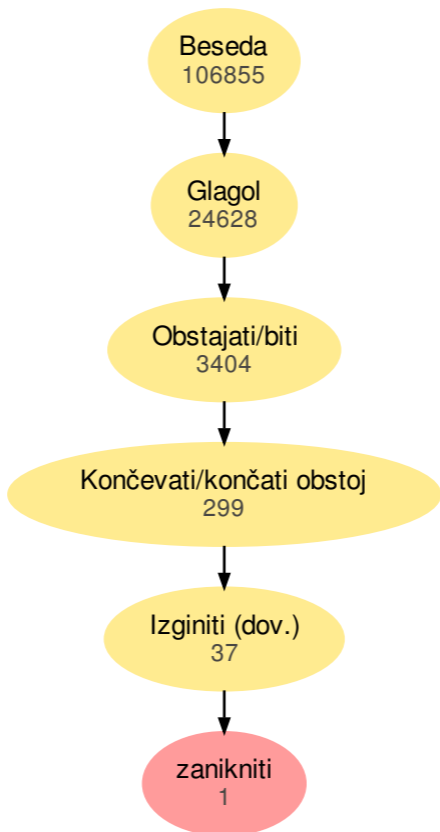 Beseda
106855
Glagol
24628
Obstajati/biti
3404
Končevati/končati obstoj
299
Izginiti (dov.)
37
zanikniti
1